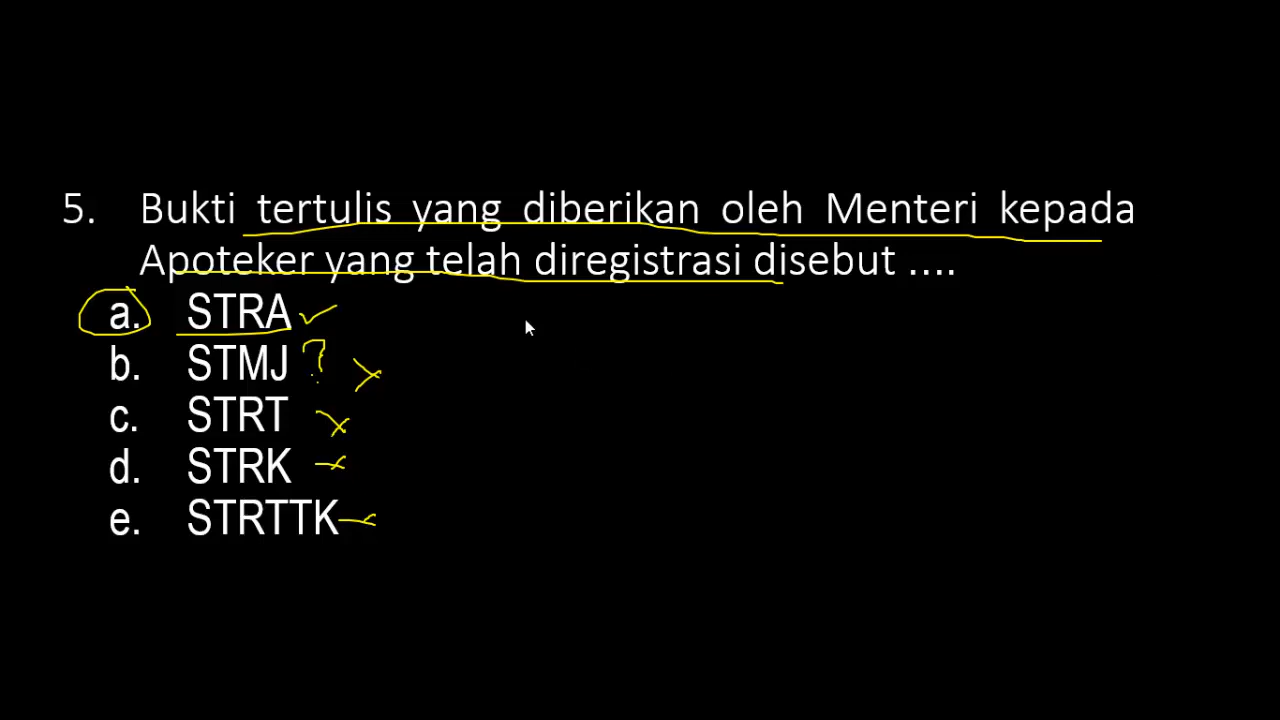 5. Bukti tertulis yang diberikan oleh Menteri kepada
Apoteker yang telah diregistrasi disebut ....
a. STRA
b. STMJ ?
c. STRT
d. STRK
e. STRTTK